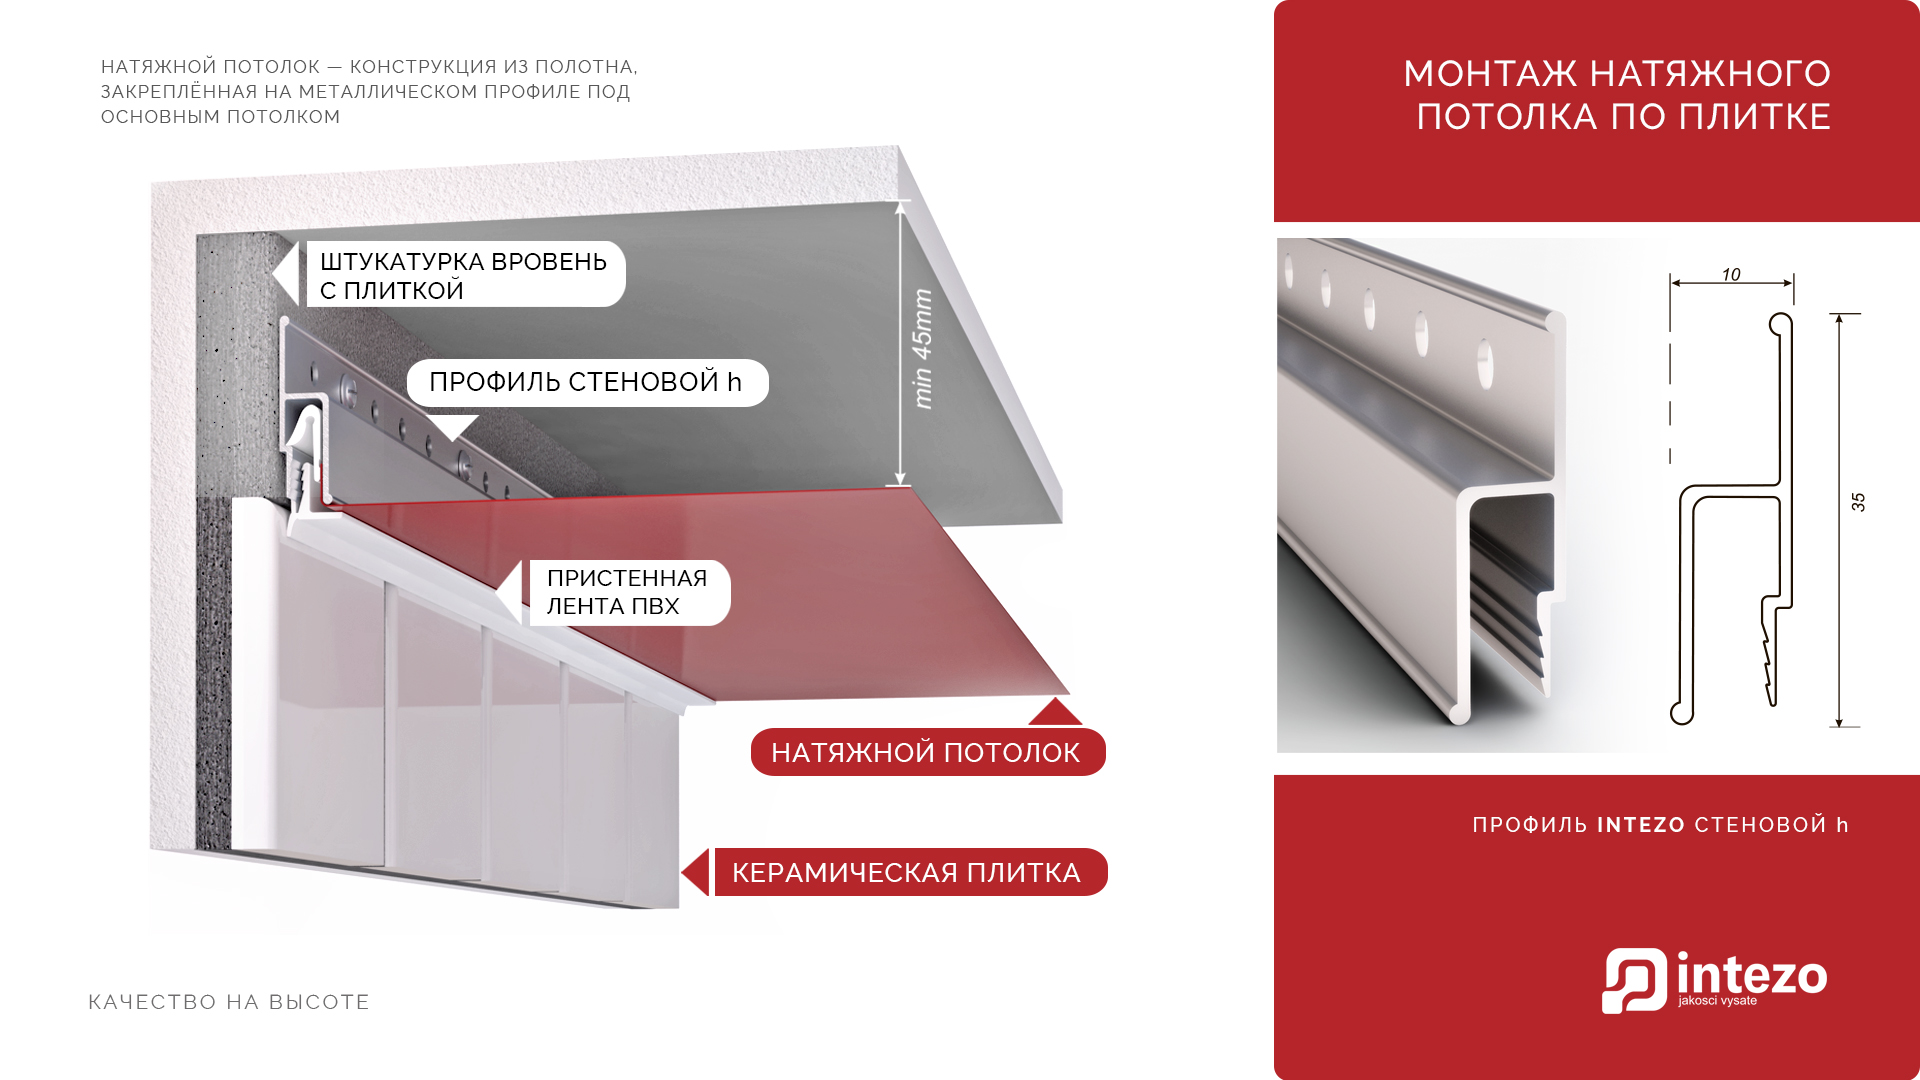 НАТЯЖНОЙ ПОТОЛОК — КОНСТРУКЦИЯ ИЗ ПОЛОТНА,
ЗАКРЕПЛЁННАЯ НА МЕТАЛЛИЧЕСКОМ ПРОФИЛЕ ПОД
ОСНОВНЫМ ПОТОЛКОМ
ШТУКАТУРКА ВРОВЕНЬ
С ПЛИТКОЙ
ПРОФИЛЬ СТЕНОВОЙ h
min 45mm
ПРИСТЕННАЯ
ЛЕНТА ПВХ
НАТЯЖНОЙ ПОТОЛОК
КЕРАМИЧЕСКАЯ ПЛИТКА
КАЧЕСТВО НА ВЫСОТЕ
МОНТАЖ НАТЯЖНОГО
ПОТОЛКА ПО ПЛИТКЕ
10
35
ПРОФИЛЬ INTEZO СТЕНОВОЙ h
intezo
jakosci vysate